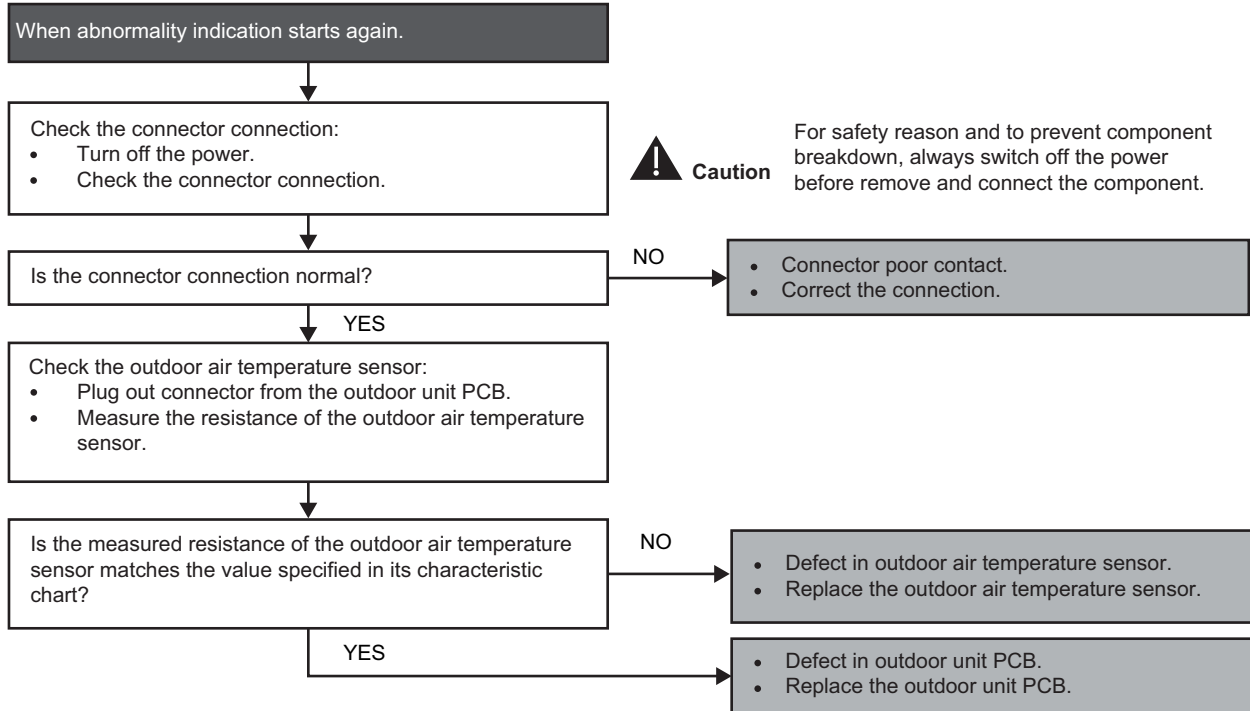 When abnormality indication starts again.
Check the connector connection:
• Turn off the power.
• Check the connector connection.
Caution
For safety reason and to prevent component
breakdown, always switch off the power
before remove and connect the component.
Is the connector connection normal?
NO
• Connector poor contact.
• Correct the connection.
YES
Check the outdoor air temperature sensor:
• Plug out connector from the outdoor unit PCB.
• Measure the resistance of the outdoor air temperature
sensor.
Is the measured resistance of the outdoor air temperature
sensor matches the value specified in its characteristic
chart?
NO
• Defect in outdoor air temperature sensor.
• Replace the outdoor air temperature sensor.
YES
• Defect in outdoor unit PCB.
• Replace the outdoor unit PCB.